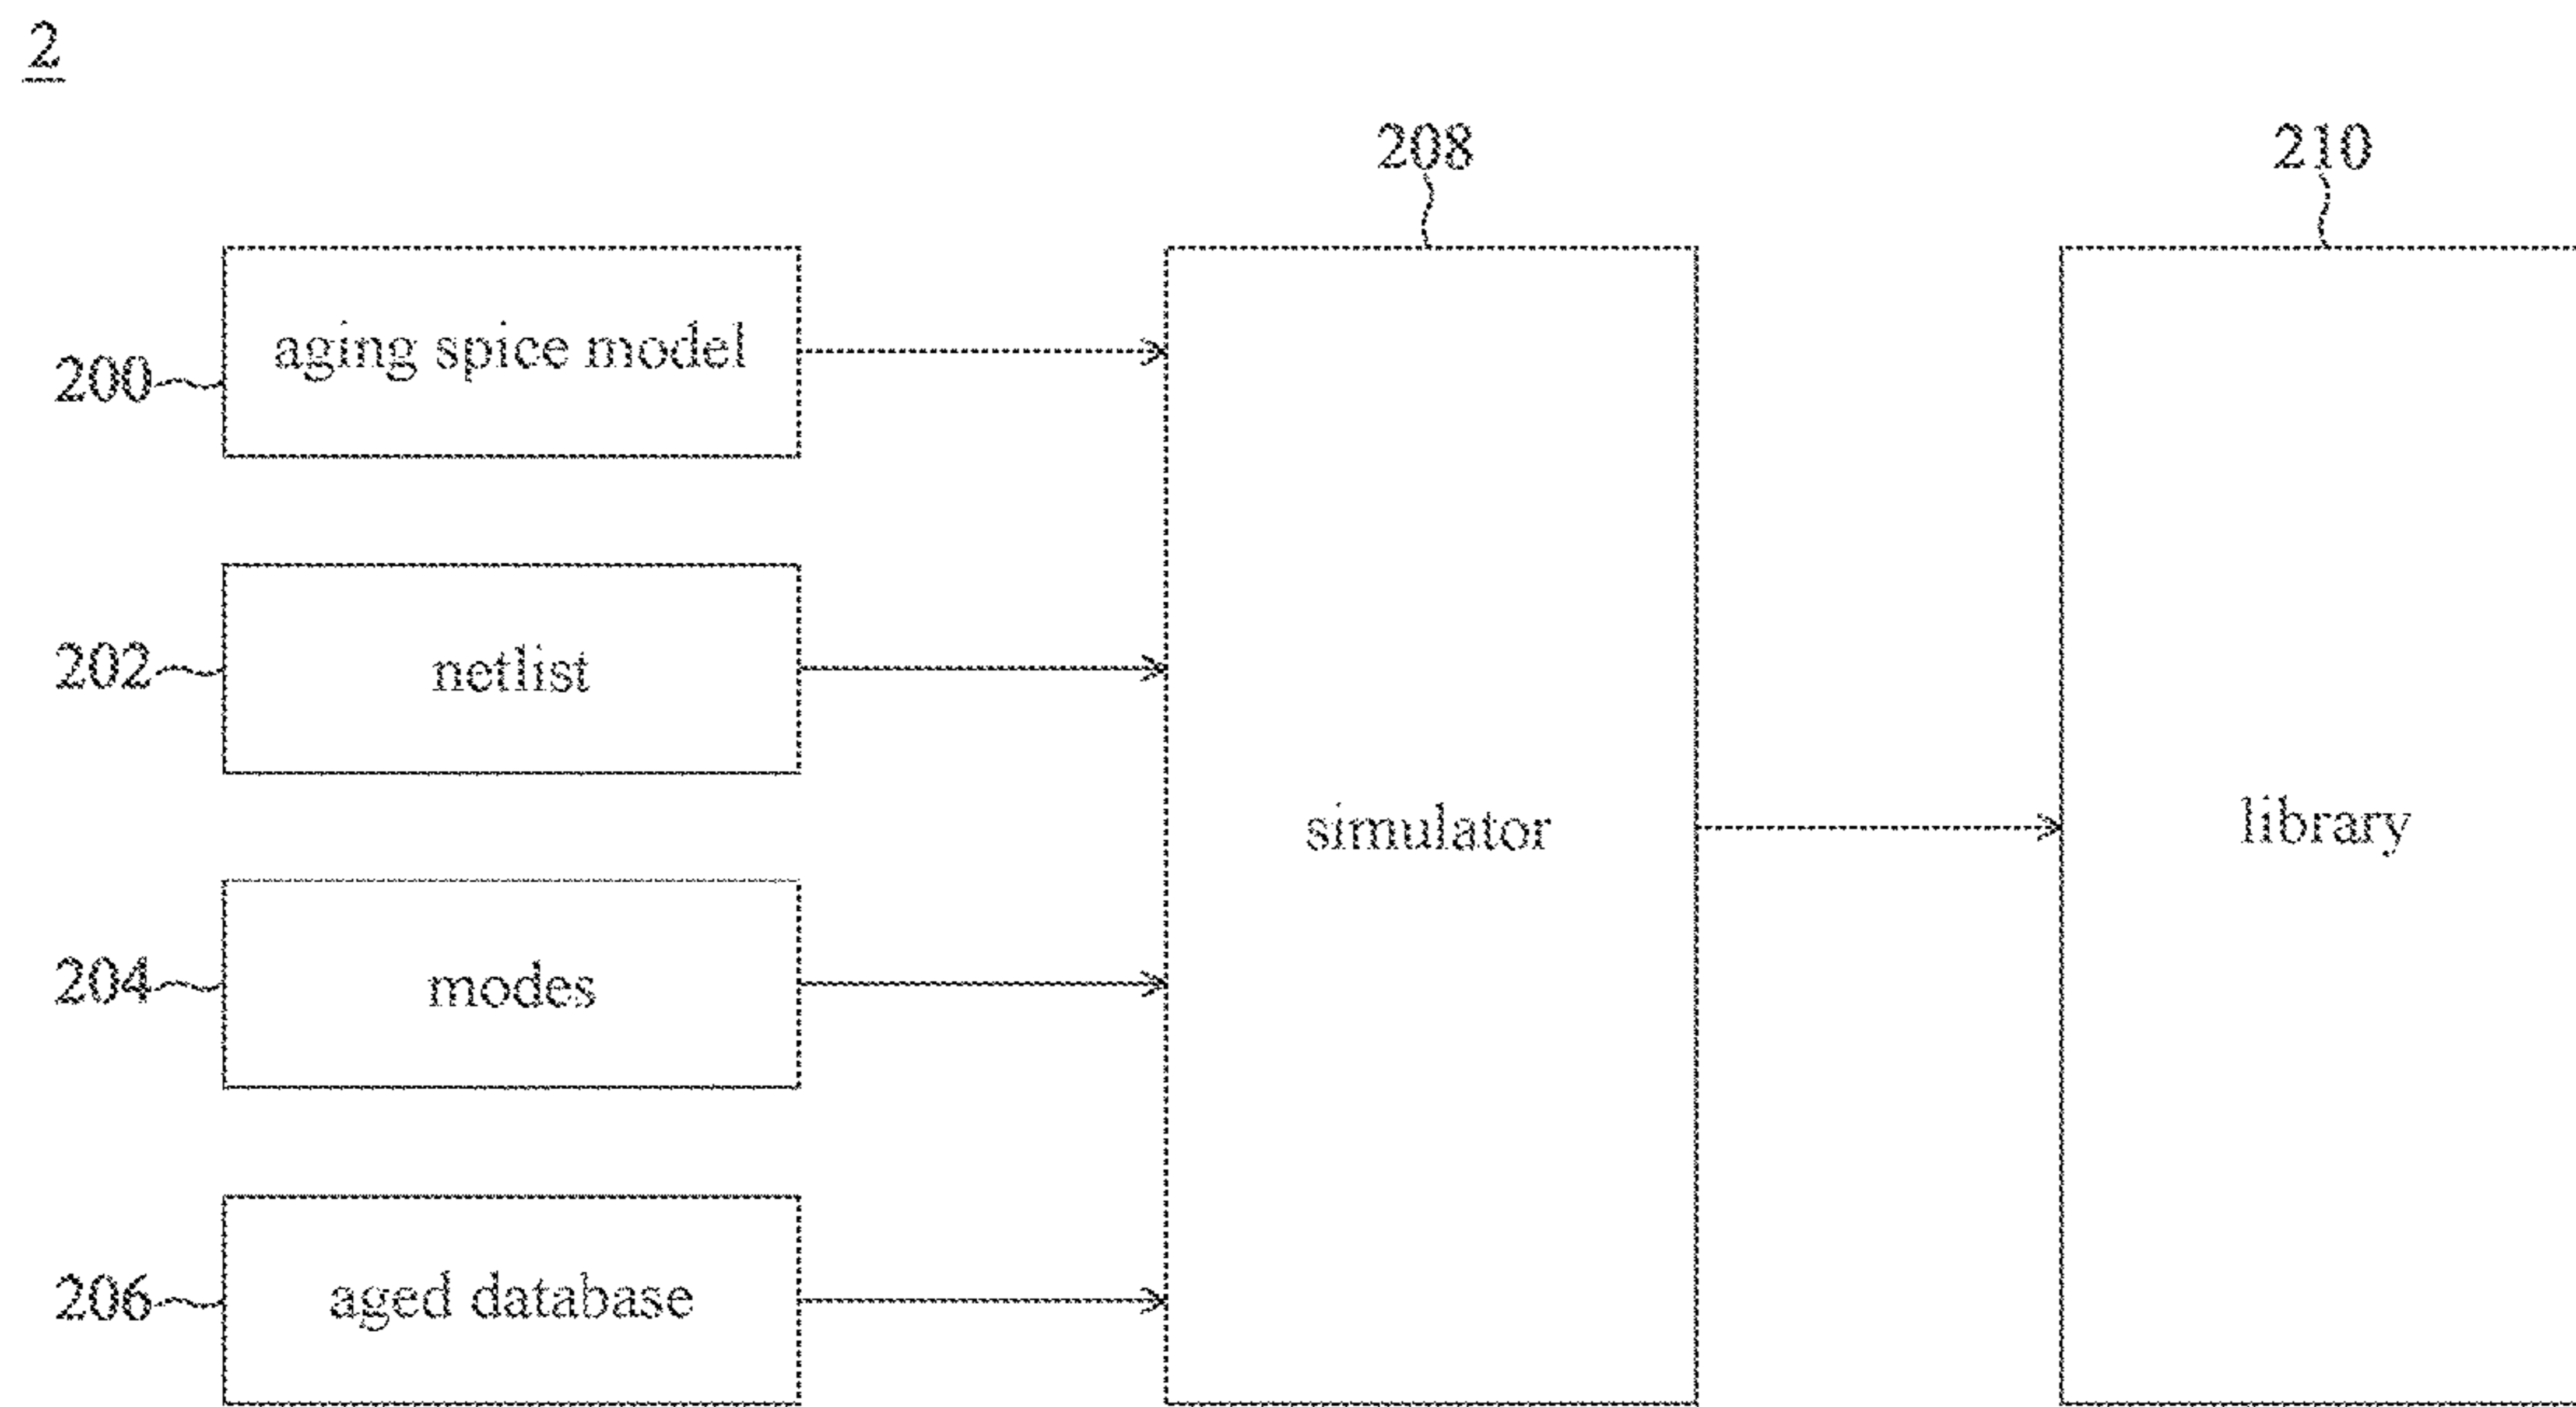 2
208
210
aging spice model
200
202
netlist
simulator
library
204
modes
206
aged database